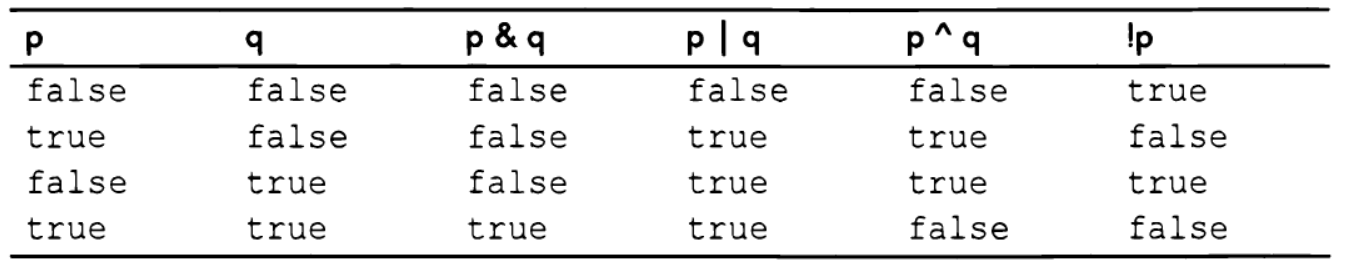 p q p & q p | q p ^ q !p
false false false false false true
true false false true true false
false true false true true true
true true true true false false